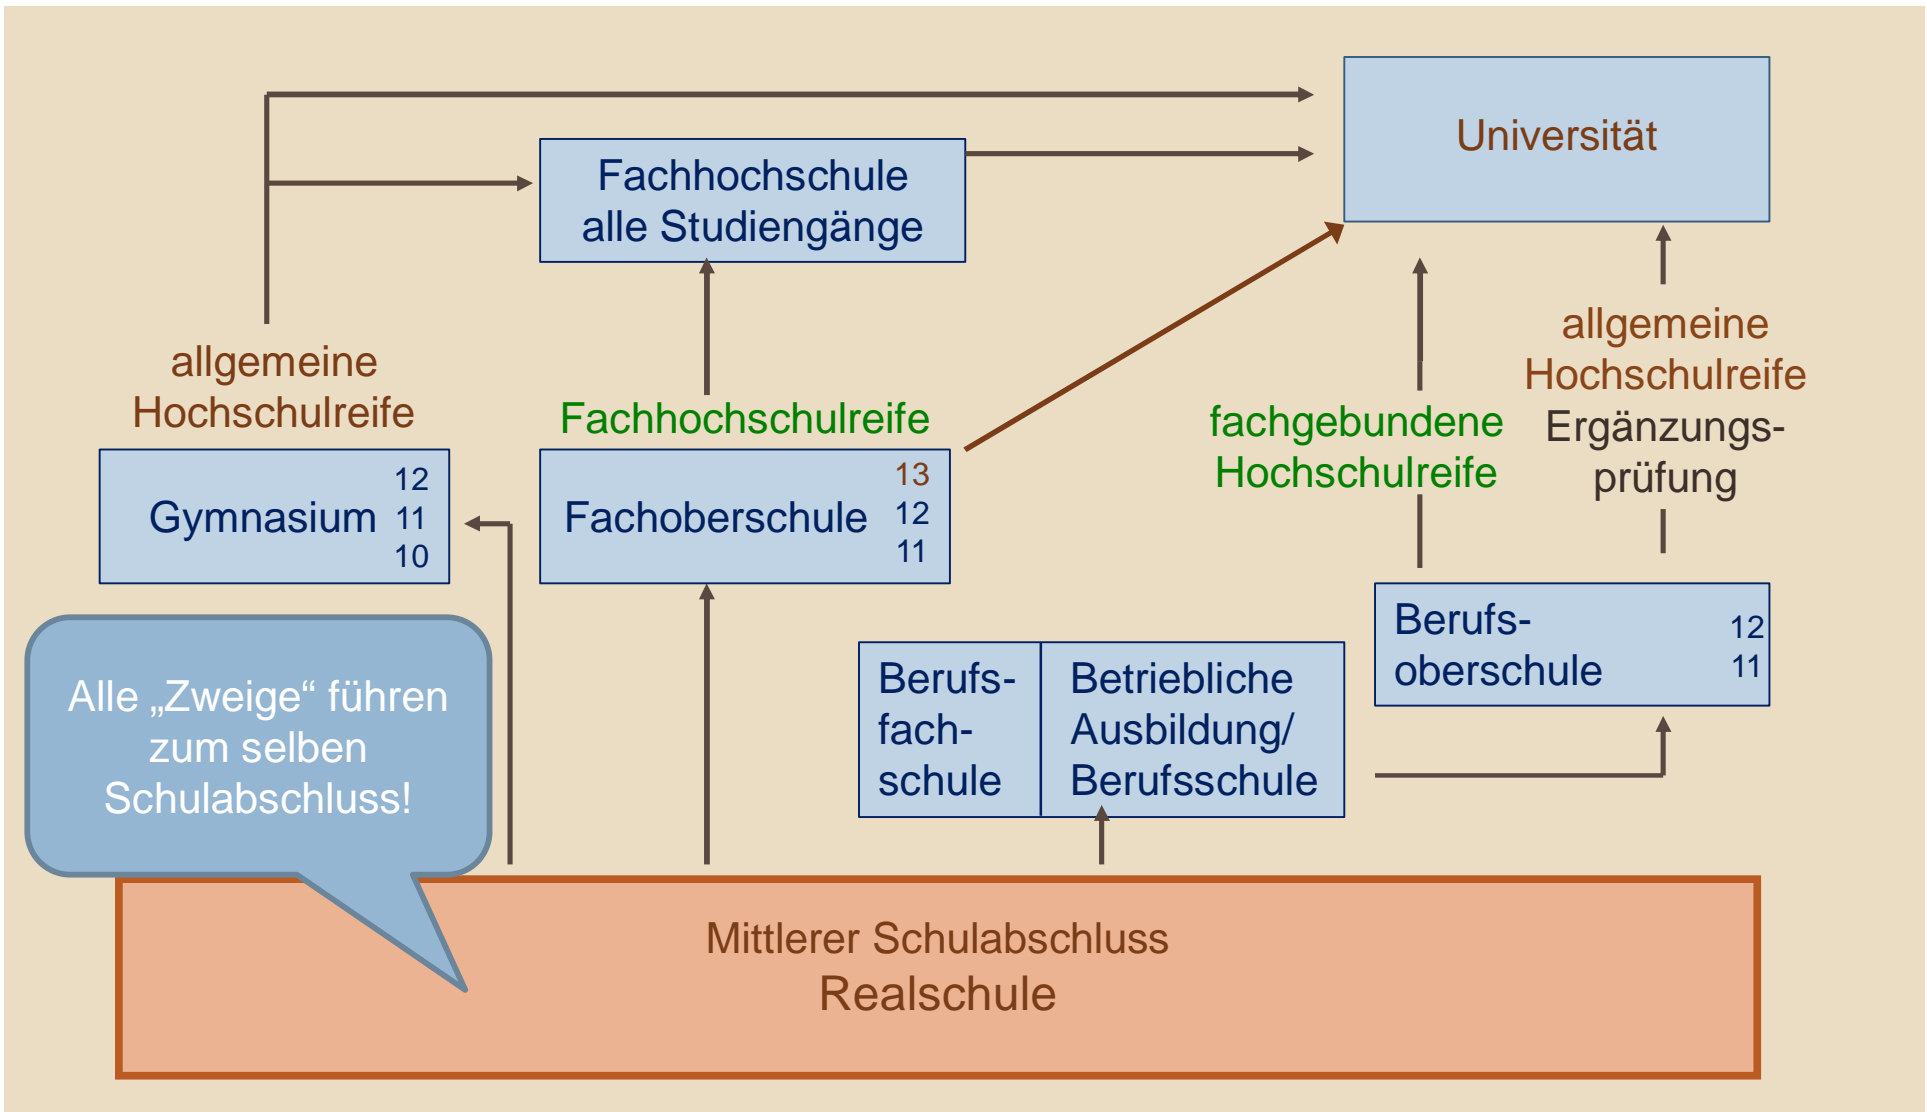 Universität
Fachhochschule
alle Studiengänge
allgemeine
Hochschulreife
Fachhochschulreife
fachgebundene
Hochschulreife
allgemeine
Hochschulreife
Ergänzungs-
prüfung
Gymnasium
12
11
10
Fachoberschule
13
12
11
Berufs-
oberschule
12
11
Berufs-
fach-
schule
Betriebliche
Ausbildung/
Berufsschule
Alle „Zweige“ führen
zum selben
Schulabschluss!
Mittlerer Schulabschluss
Realschule